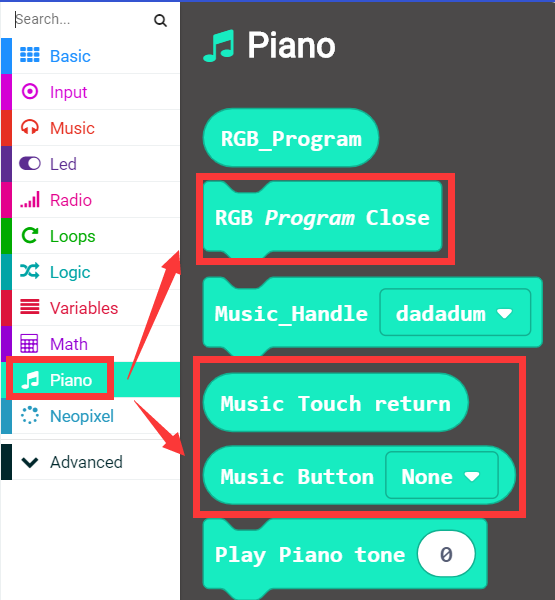 Search...
Basic
Input
Music
Led
Radio
Loops
Logic
Variables
Math
Piano
Neopixel
Advanced
Piano
RGB_Program
RGB Program Close
Music_Handle dadadum
Music Touch return
Music Button None
Play Piano tone 0